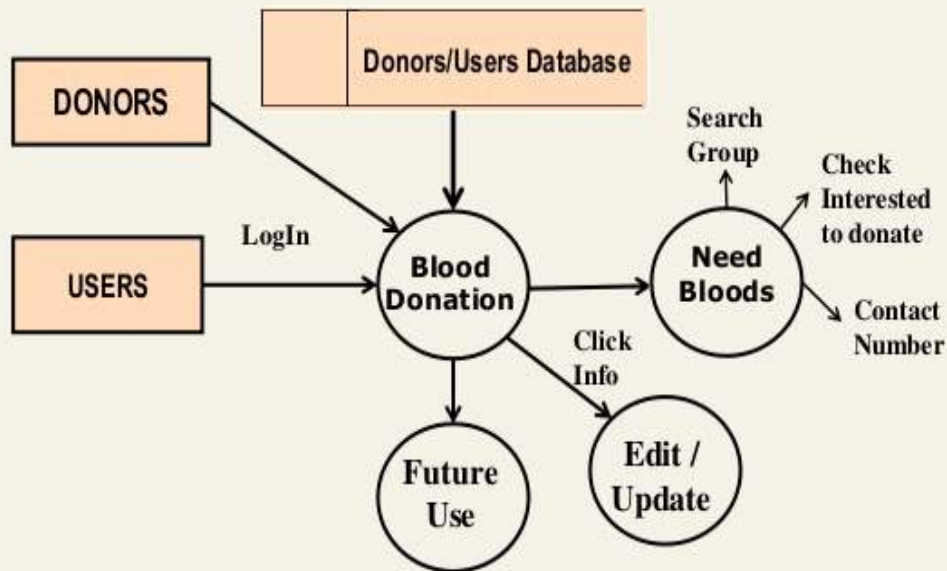 Donors/Users Database
DONORS
Search
Group
Check
Interested
to donate
LogIn
USERS
Blood
Donation
Need
Bloods
Contact
Number
Click
Info
Future
Use
Edit /
Update